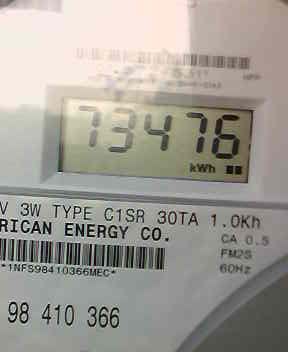 73476
kWh
V 3W TYPE C1SR 30TA 1.0Kh
RICAN ENERGY CO.
CA 0.5
FM2S
60Hz
*1NFS98410366MEC*
98 410 366